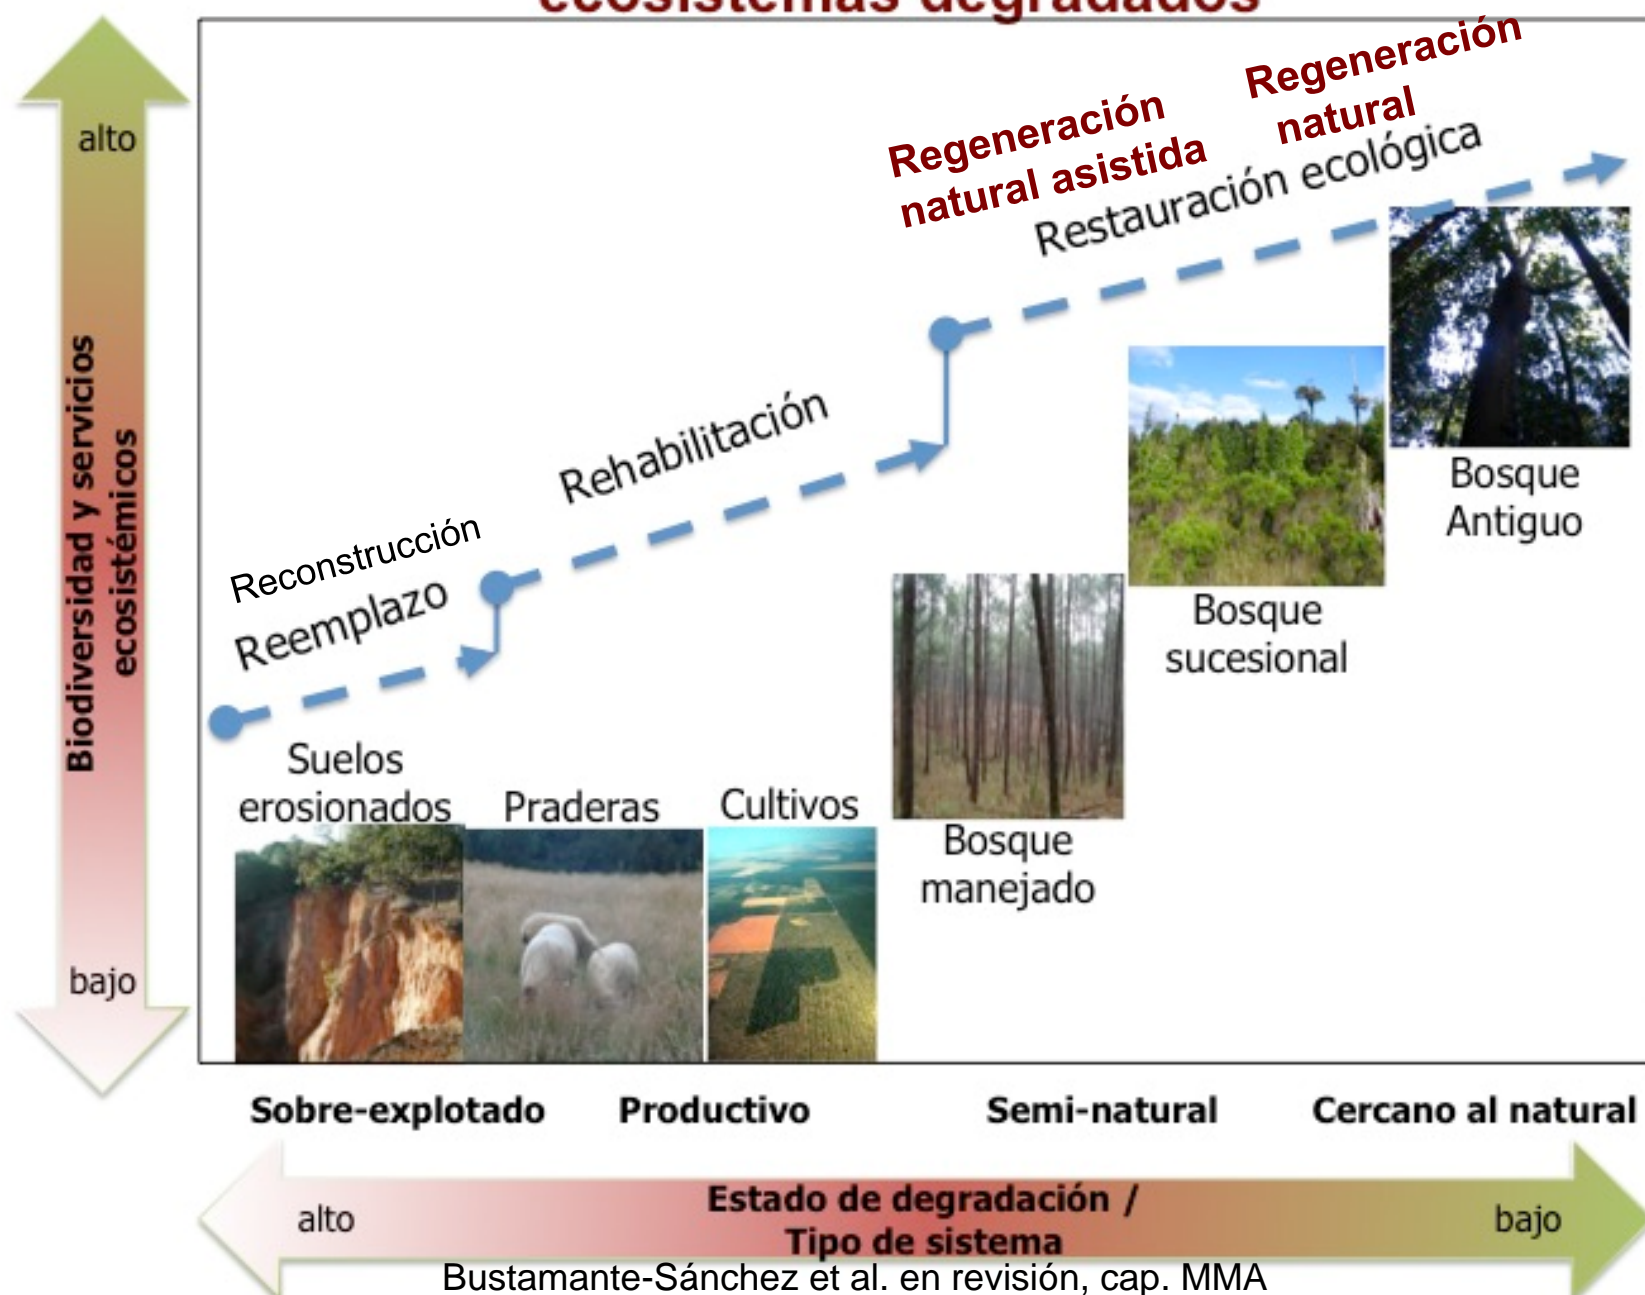 ecosistemas degradados
alto
Biodiversidad y servicios
ecosistémicos
bajo
Regeneración
natural asistida
Regeneración
natural
Restauración ecológica
Rehabilitación
Reconstrucción
Reemplazo
Suelos
erosionados
Praderas
Cultivos
Bosque
manejado
Bosque
sucesional
Bosque
Antiguo
Sobre-explotado
Productivo
Semi-natural
Cercano al natural
alto
Estado de degradación /
Tipo de sistema
bajo
Bustamante-Sánchez et al. en revisión, cap. MMA